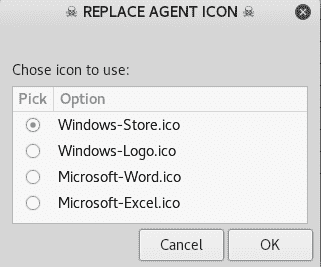 ☠ REPLACE AGENT ICON ☠
Chose icon to use:
Pick Option
Windows-Store.ico
Windows-Logo.ico
Microsoft-Word.ico
Microsoft-Excel.ico
Cancel OK